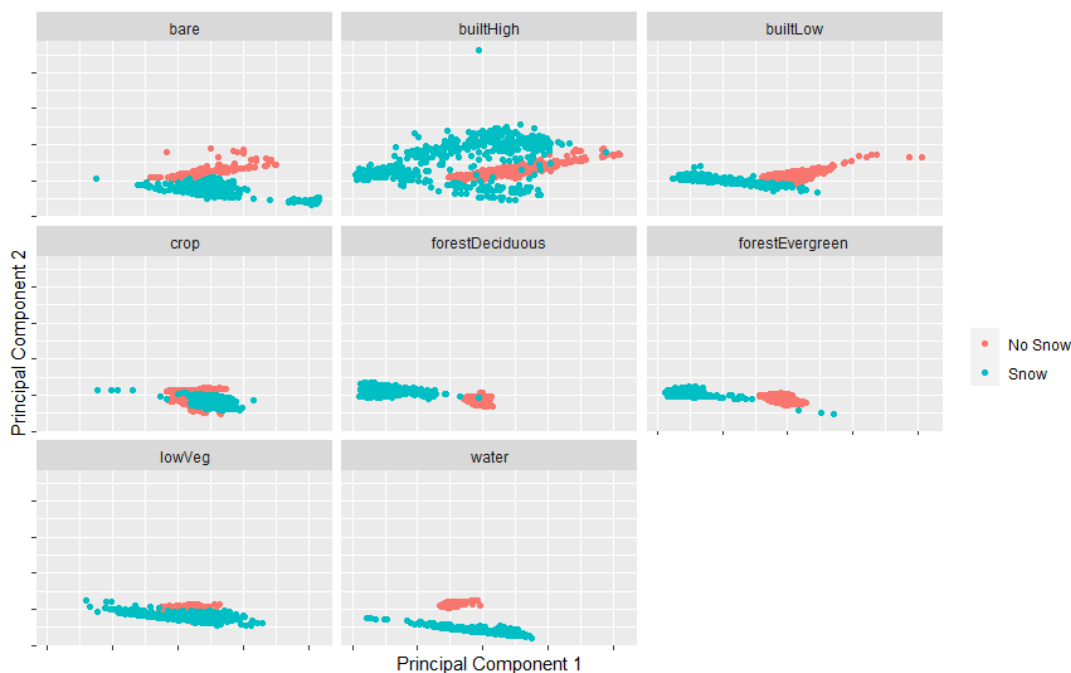 bare
builtHigh
builtLow
crop
forestDeciduous
forestEvergreen
lowVeg
water
Principal Component 2
Principal Component 1
No Snow
Snow